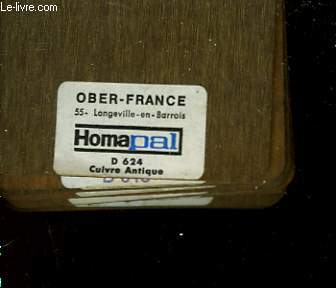 © Le-livre.com
OBER-FRANCE
55- Longeville-en-Barrois
Homapal
D 624
Cuivre Antique